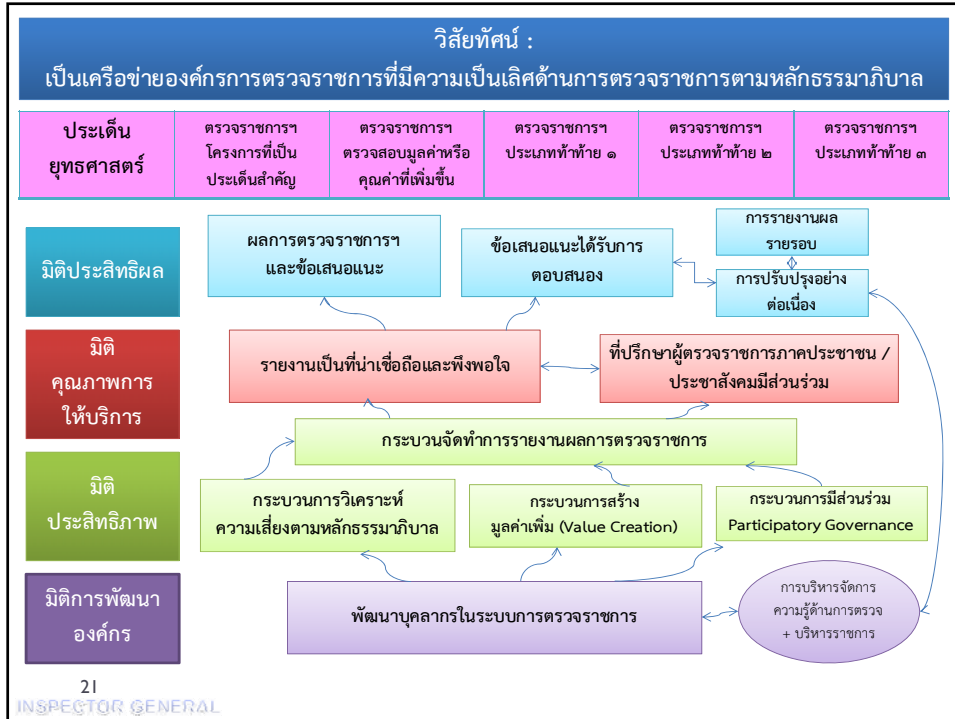 วิสัยทัศน์ :
เป็นเครือข่ายองค์กรการตรวจราชการที่มีความเป็นเลิศด้านการตรวจราชการตามหลักธรรมาภิบาล
ประเด็น
ยุทธศาสตร์
ตรวจราชการฯ
โครงการที่เป็น
ประเด็นสำคัญ
ตรวจราชการฯ
ตรวจสอบมูลค่าหรือ
คุณค่าที่เพิ่มขึ้น
ตรวจราชการฯ
ประเภทท้าทาย ๑
ตรวจราชการฯ
ประเภทท้าทาย ๒
ตรวจราชการฯ
ประเภทท้าทาย ๓
มิติประสิทธิผล
ผลการตรวจราชการฯ
และข้อเสนอแนะ
ข้อเสนอแนะได้รับการ
ตอบสนอง
การรายงานผล
รายรอบ
การปรับปรุงอย่าง
ต่อเนื่อง
มิติ
คุณภาพการ
ให้บริการ
รายงานเป็นที่น่าเชื่อถือและพึงพอใจ
ที่ปรึกษาผู้ตรวจราชการภาคประชาชน /
ประชาสังคมมีส่วนร่วม
มิติ
ประสิทธิภาพ
กระบวนจัดทำการรายงานผลการตรวจราชการ
กระบวนการวิเคราะห์
ความเสี่ยงตามหลักธรรมาภิบาล
กระบวนการสร้าง
มูลค่าเพิ่ม (Value Creation)
กระบวนการมีส่วนร่วม
Participatory Governance
มิติการพัฒนา
องค์กร
พัฒนาบุคลากรในระบบการตรวจราชการ
การบริหารจัดการ
ความรู้ด้านการตรวจ
+ บริหารราชการ
21
INSPECTOR GENERAL